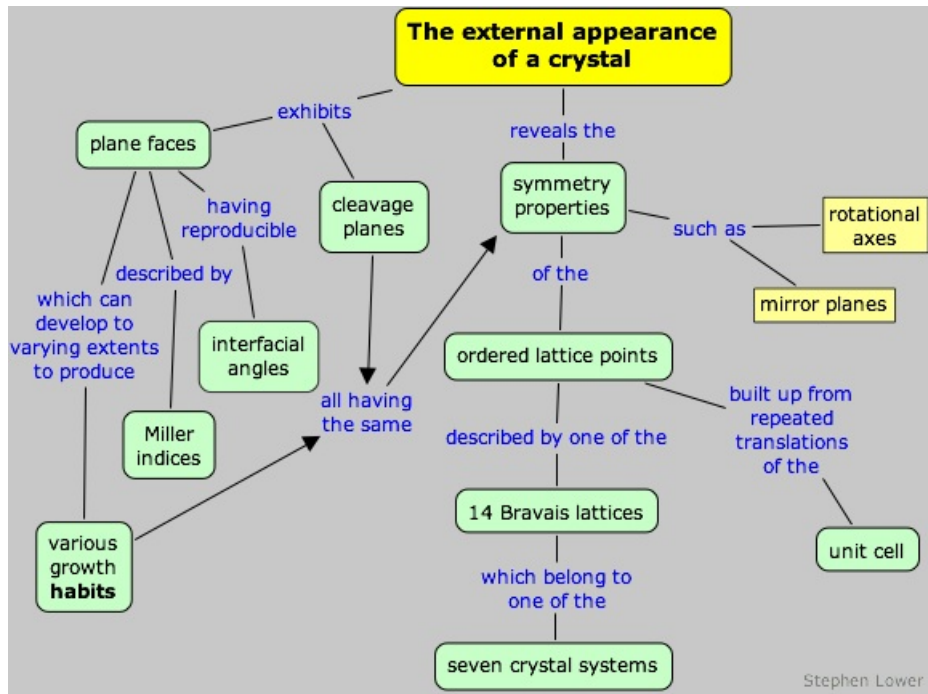 The external appearance
of a crystal
exhibits
reveals the
plane faces
symmetry
properties
cleavage
planes
having
reproducible
such as
rotational
axes
mirror planes
described by
of the
which can
develop to
varying extents
to produce
interfacial
angles
ordered lattice points
all having
the same
built up from
repeated
translations
of the
Miller
indices
described by one of the
14 Bravais lattices
various
growth
habits
unit cell
which belong to
one of the
seven crystal systems
Stephen Lower